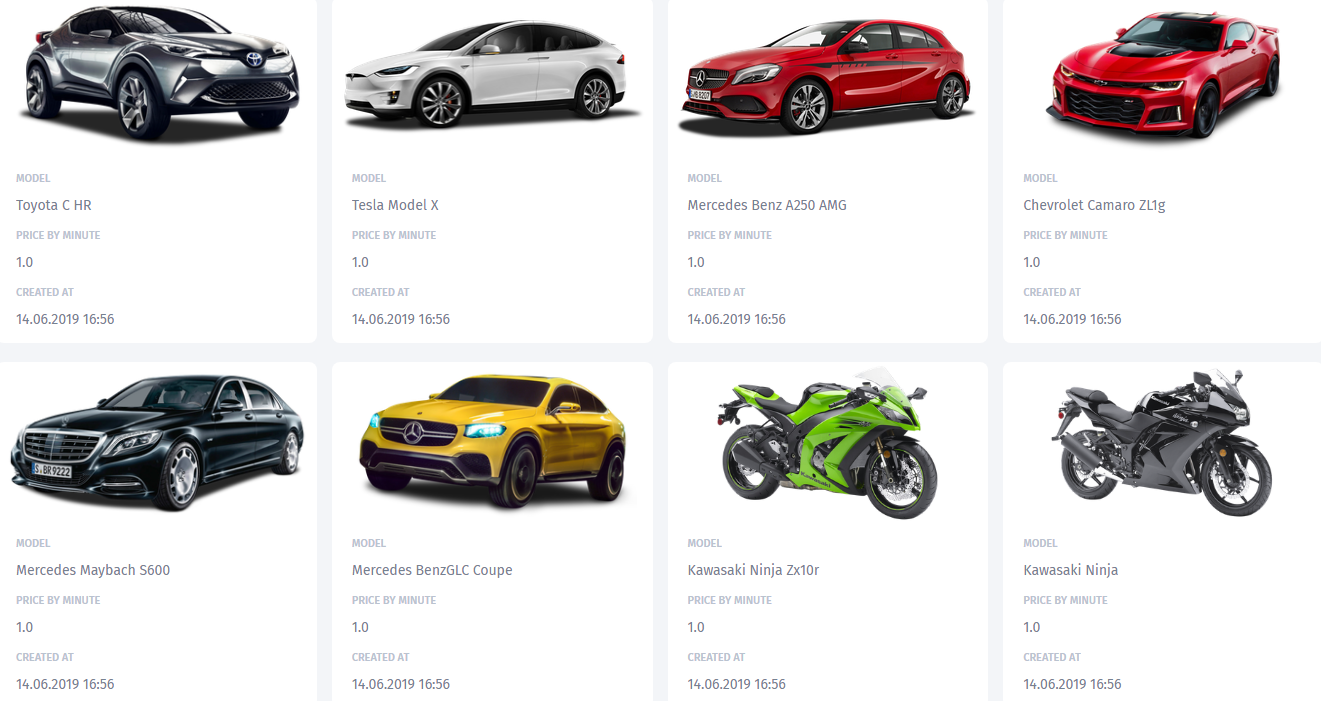 MODEL
Toyota C HR
PRICE BY MINUTE
1.0
CREATED AT
14.06.2019 16:56
MODEL
Tesla Model X
PRICE BY MINUTE
1.0
CREATED AT
14.06.2019 16:56
MODEL
Mercedes Benz A250 AMG
PRICE BY MINUTE
1.0
CREATED AT
14.06.2019 16:56
MODEL
Chevrolet Camaro ZL1g
PRICE BY MINUTE
1.0
CREATED AT
14.06.2019 16:56
S BR 9222
MODEL
Mercedes Maybach S600
PRICE BY MINUTE
1.0
CREATED AT
14.06.2019 16:56
MODEL
Mercedes BenzGLC Coupe
PRICE BY MINUTE
1.0
CREATED AT
14.06.2019 16:56
Kawasaki
MODEL
Kawasaki Ninja Zx10r
PRICE BY MINUTE
1.0
CREATED AT
14.06.2019 16:56
Ninja
MODEL
Kawasaki Ninja
PRICE BY MINUTE
1.0
CREATED AT
14.06.2019 16:56